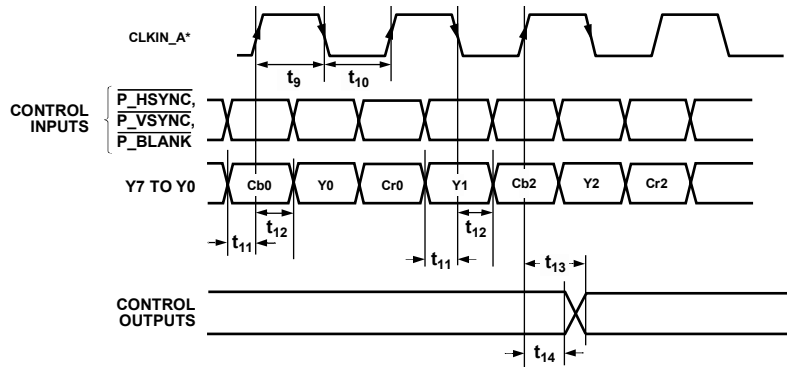 CLKIN_A*
t9
t10
CONTROL INPUTS
P_HSYNC,
P_VSYNC,
P_BLANK
Y7 TO Y0
Cb0
Y0
Cr0
Y1
Cb2
Y2
Cr2
t12
t12
t11
t11
t13
CONTROL OUTPUTS
t14